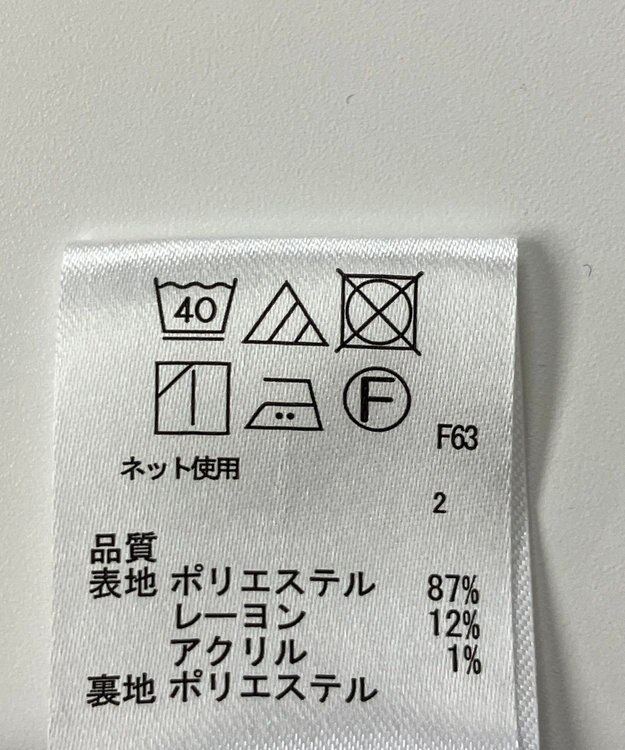 40
F
F63
ネット使用
2
品質
表地 ポリエステル 87%
レーヨン 12%
アクリル 1%
裏地 ポリエステル